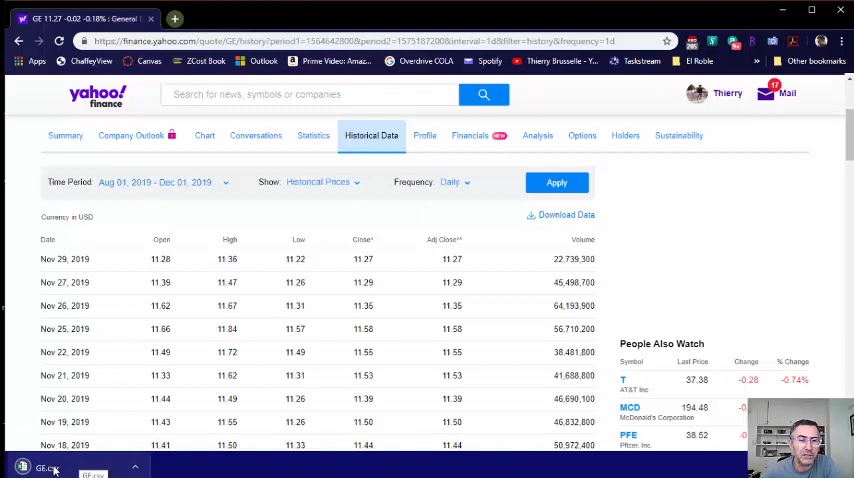 GE 11.27 -0.02 -0.18% : General
https://finance.yahoo.com/quote/GE/history?period1=1564642800&period2=1575187200&interval=1d&filter=history&frequency=1d
Apps ChaffeyView Canvas ZCost Book Outlook Prime Video: Amaz... Overdrive COLA Spotify Thierry Brusselle - Yo... Taskstream El Roble » Other bookmarks
yahoo! finance Search for news, symbols or companies Thierry 17 Mail
Summary Company Outlook Chart Conversations Statistics Historical Data Profile Financials NEW Analysis Options Holders Sustainability
Time Period: Aug 01, 2019 - Dec 01, 2019 Show: Historical Prices Frequency: Daily Apply
Currency in USD Download Data
Date Open High Low Close* Adj Close** Volume
Nov 29, 2019 11.28 11.36 11.22 11.27 11.27 22,739,300
Nov 27, 2019 11.39 11.47 11.26 11.29 11.29 45,498,700
Nov 26, 2019 11.62 11.67 11.31 11.35 11.35 64,193,900
Nov 25, 2019 11.66 11.84 11.57 11.58 11.58 56,710,200
Nov 22, 2019 11.49 11.72 11.49 11.55 11.55 38,481,800
Nov 21, 2019 11.33 11.62 11.31 11.53 11.53 41,688,800
Nov 20, 2019 11.44 11.49 11.26 11.39 11.39 46,690,100
Nov 19, 2019 11.43 11.55 11.26 11.50 11.50 46,832,800
Nov 18, 2019 11.41 11.50 11.33 11.44 11.44 50,972,400
People Also Watch
Symbol Last Price Change % Change
T 37.38 -0.28 -0.74%
AT&T Inc
MCD 194.48 -0.
McDonald's Corporation
PFE 38.52 -0.
Pfizer, Inc.
GE.csv
GE.csv